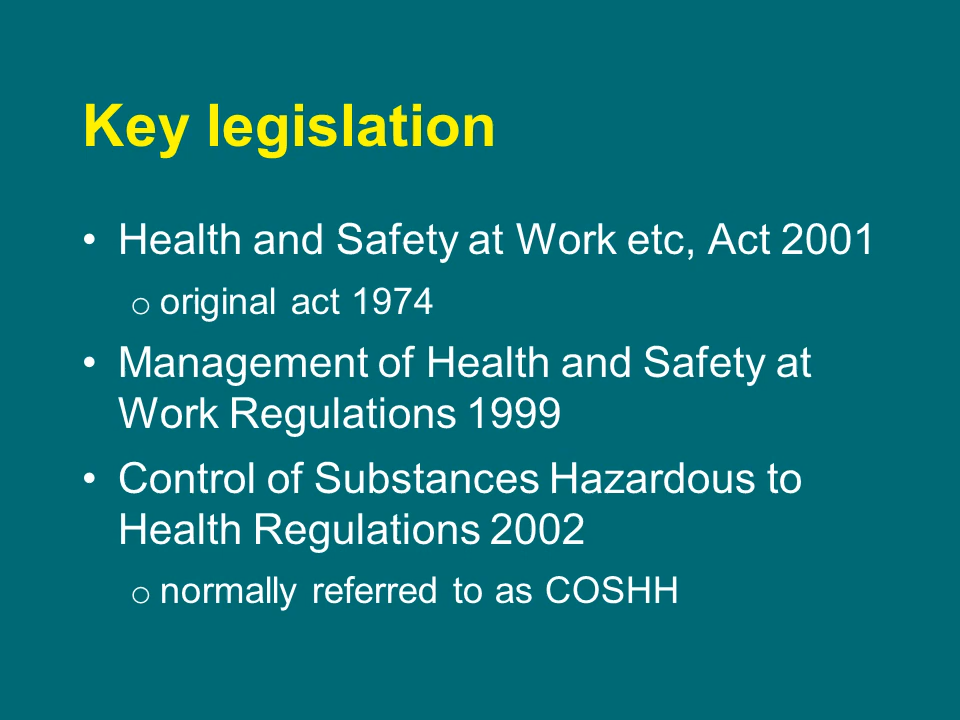 Key legislation
• Health and Safety at Work etc, Act 2001
o original act 1974
• Management of Health and Safety at
Work Regulations 1999
• Control of Substances Hazardous to
Health Regulations 2002
o normally referred to as COSHH